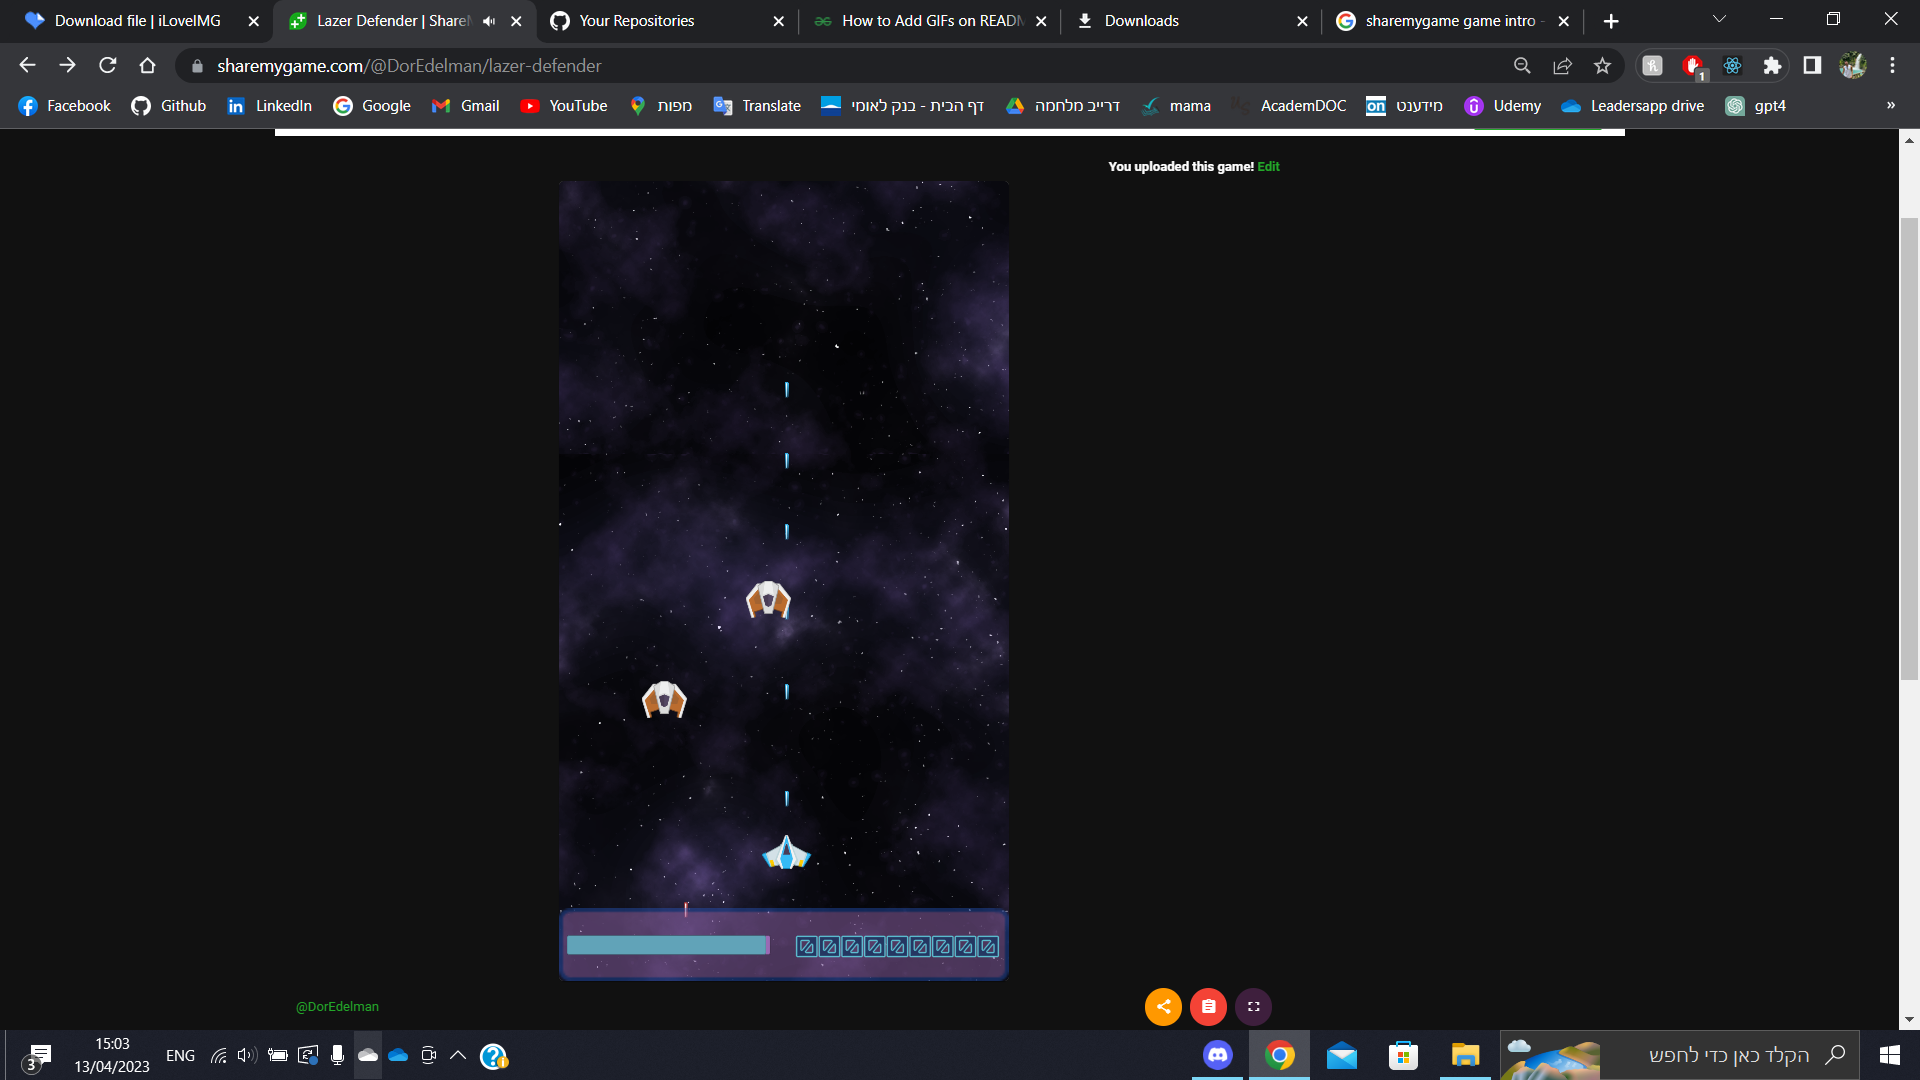 Download file | iLoveIMG
Lazer Defender | ShareM
Your Repositories
How to Add GIFs on READM
Downloads
sharemygame game intro -
sharemygame.com/@DorEdelman/lazer-defender
1
Facebook
Github
LinkedIn
Google
Gmail
YouTube
מפות
Translate
דף הבית - בנק לאומי
דרייב מלחמה
mama
AcademDOC
מידענט
Udemy
Leadersapp drive
gpt4
»
You uploaded this game! Edit
@DorEdelman
3
15:03
13/04/2023
ENG
הקלד כאן כדי לחפש